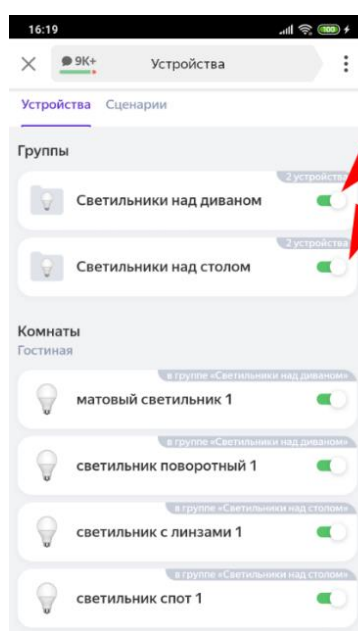 16:19
100
9K+ Устройства
Устройства Сценарии
Группы
2 устройства
Светильники над диваном
2 устройства
Светильники над столом
Комнаты
Гостиная
в группе «Светильники над диваном»
матовый светильник 1
в группе «Светильники над диваном»
светильник поворотный 1
в группе «Светильники над столом»
светильник с линзами 1
в группе «Светильники над столом»
светильник спот 1